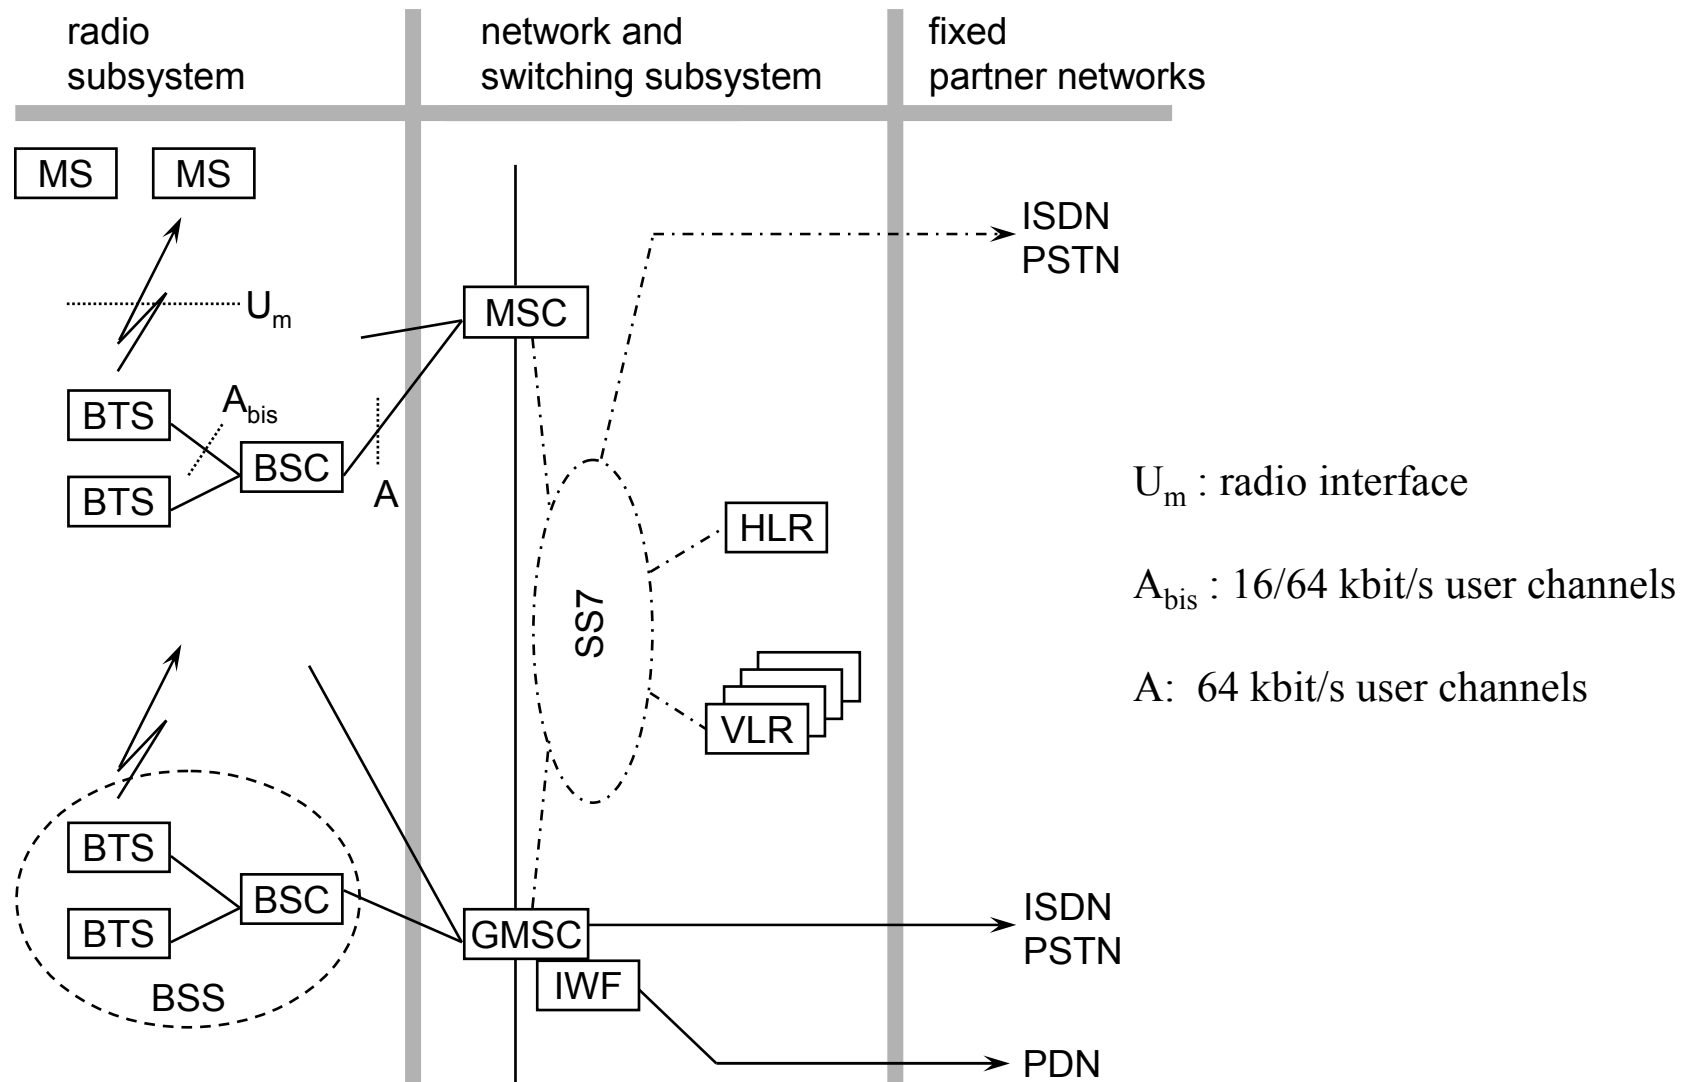 radio
subsystem
network and
switching subsystem
fixed
partner networks
MS
MS
ISDN
PSTN
MSC
Um
BTS
Abis
BSC
BTS
A
HLR
SS7
VLR
Um : radio interface
Abis : 16/64 kbit/s user channels
A: 64 kbit/s user channels
BTS
BSC
BTS
BSS
GMSC
IWF
ISDN
PSTN
PDN